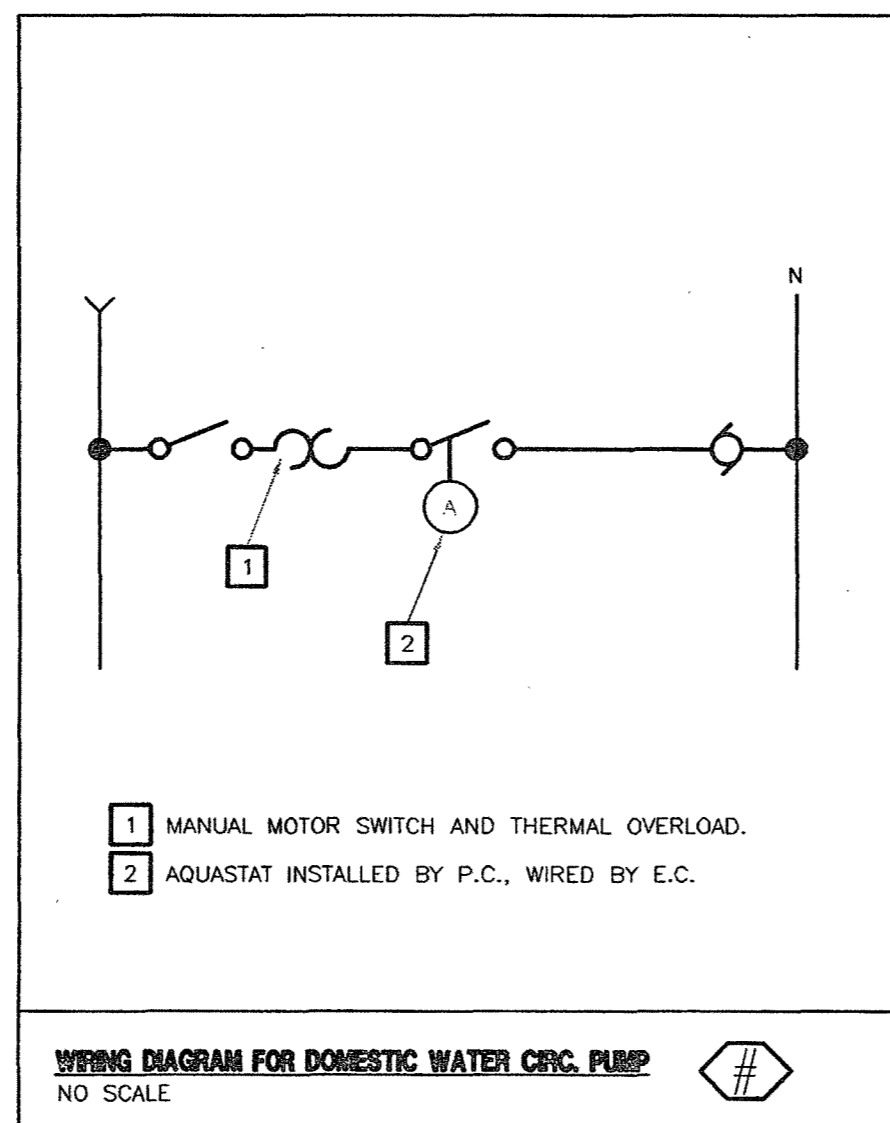 N
A
1
2
1 MANUAL MOTOR SWITCH AND THERMAL OVERLOAD.
2 AQUASTAT INSTALLED BY P.C., WIRED BY E.C.
WIRING DIAGRAM FOR DOMESTIC WATER CIRC. PUMP
#
NO SCALE